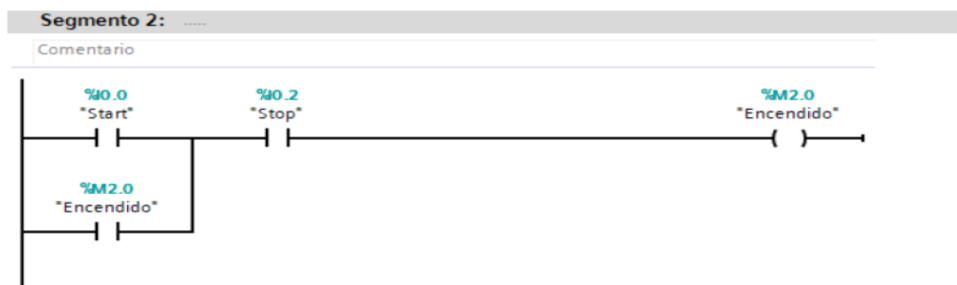 Segmento 2: .....
Comentario
%I0.0
"Start"
%I0.2
"Stop"
%M2.0
"Encendido"
%M2.0
"Encendido"